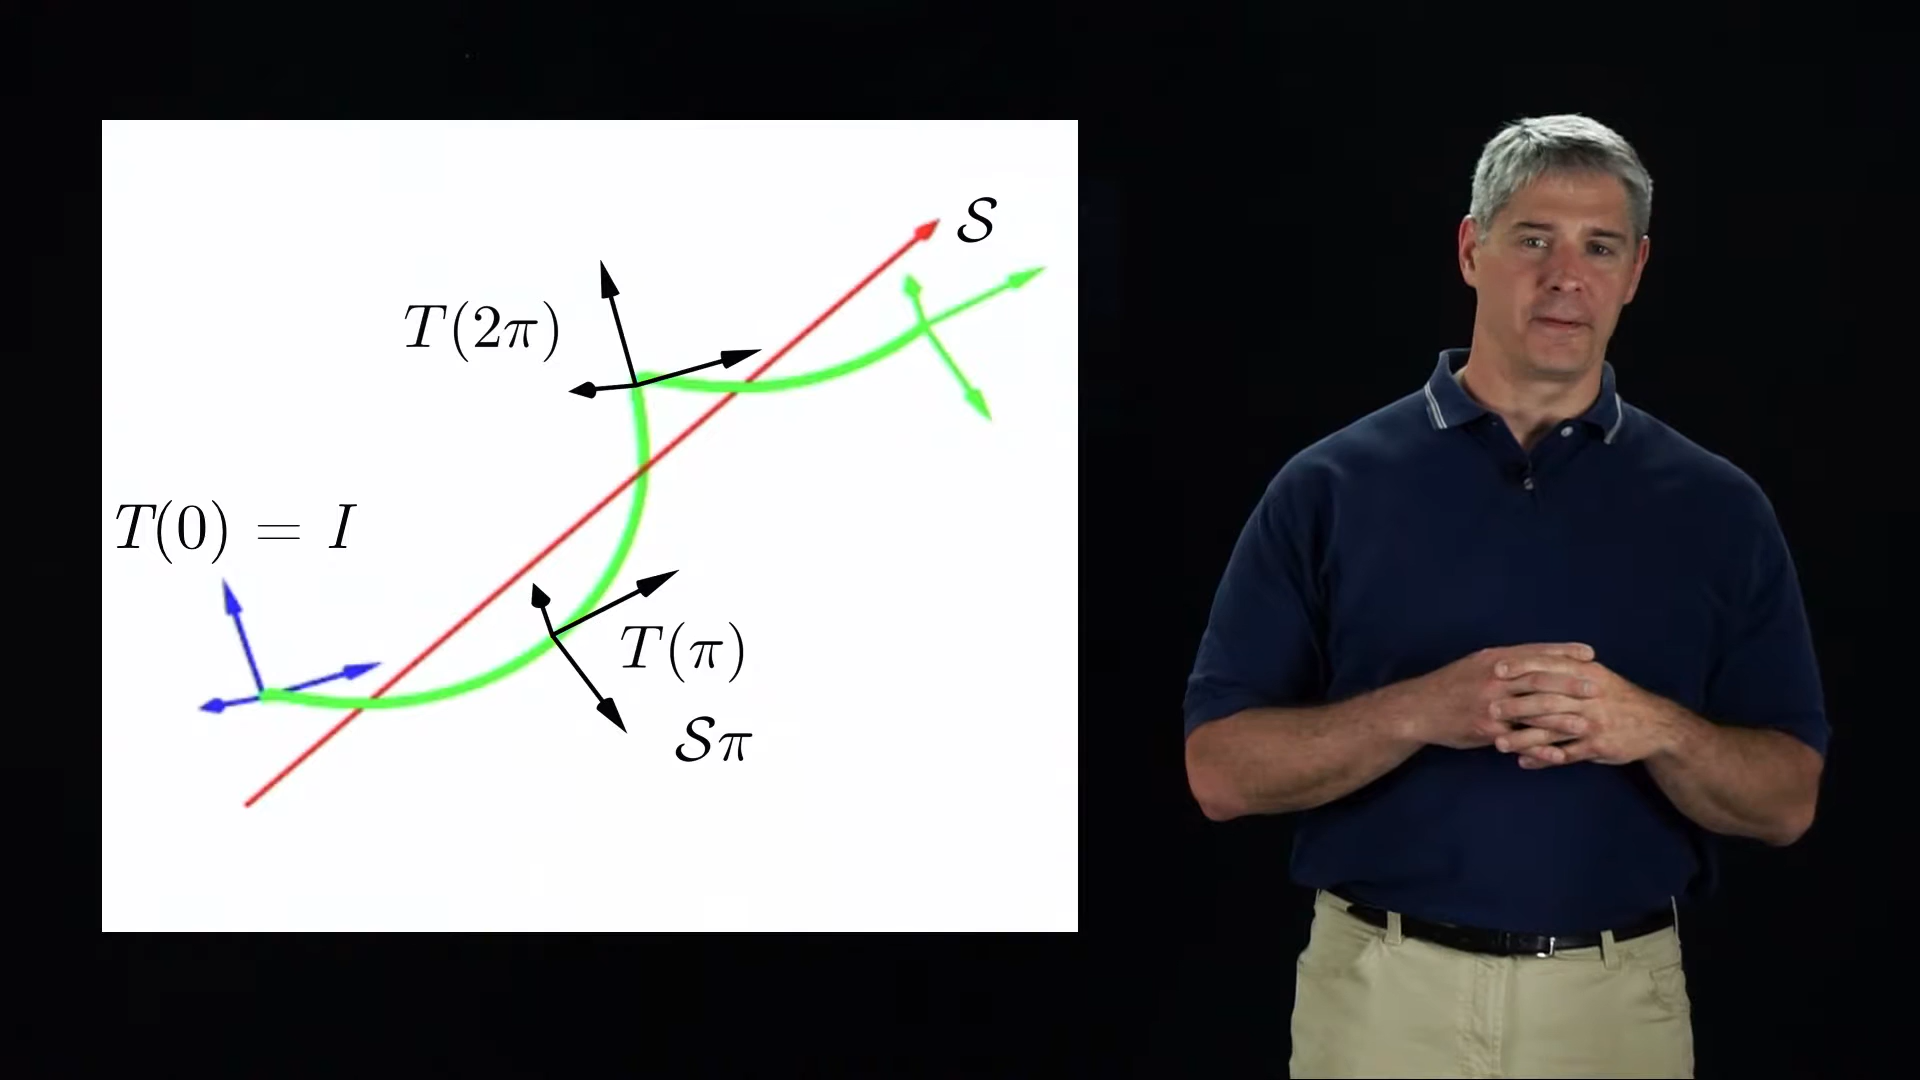 𝒮
T(2π)
T(0) = I
T(π)
𝒮π